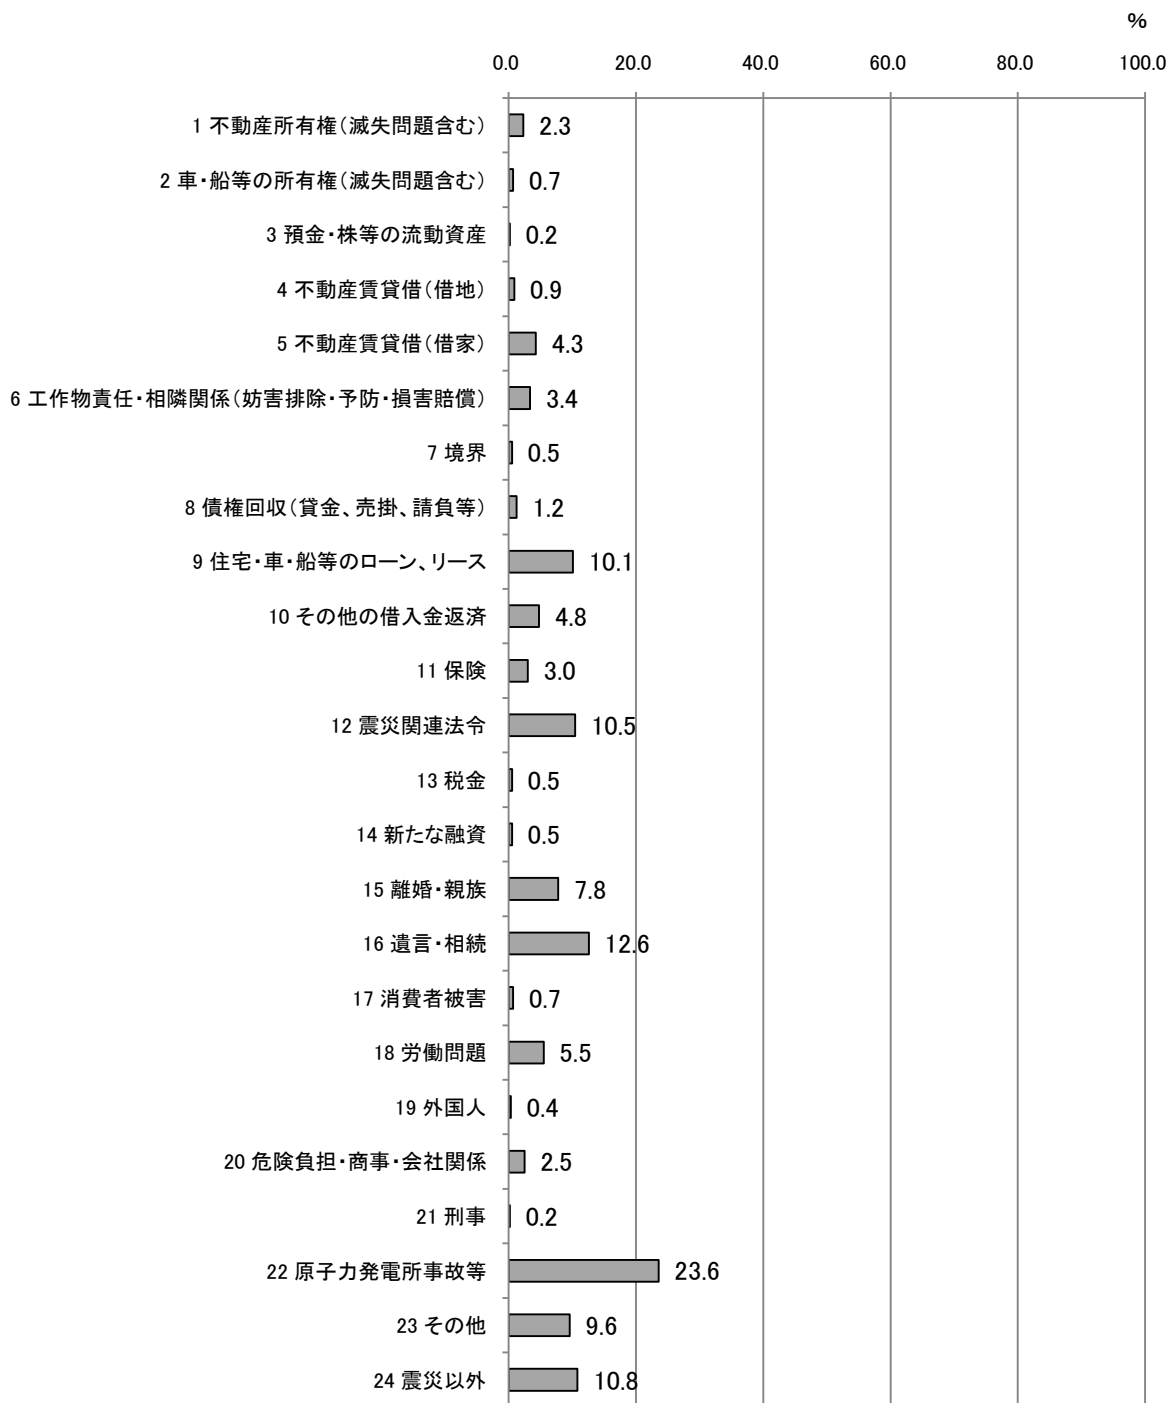 %
0.0 20.0 40.0 60.0 80.0 100.0
1 不動産所有権(滅失問題含む) 2.3
2 車・船等の所有権(滅失問題含む) 0.7
3 預金・株等の流動資産 0.2
4 不動産賃貸借(借地) 0.9
5 不動産賃貸借(借家) 4.3
6 工作物責任・相隣関係(妨害排除・予防・損害賠償) 3.4
7 境界 0.5
8 債権回収(貸金、売掛、請負等) 1.2
9 住宅・車・船等のローン、リース 10.1
10 その他の借入金返済 4.8
11 保険 3.0
12 震災関連法令 10.5
13 税金 0.5
14 新たな融資 0.5
15 離婚・親族 7.8
16 遺言・相続 12.6
17 消費者被害 0.7
18 労働問題 5.5
19 外国人 0.4
20 危険負担・商事・会社関係 2.5
21 刑事 0.2
22 原子力発電所事故等 23.6
23 その他 9.6
24 震災以外 10.8